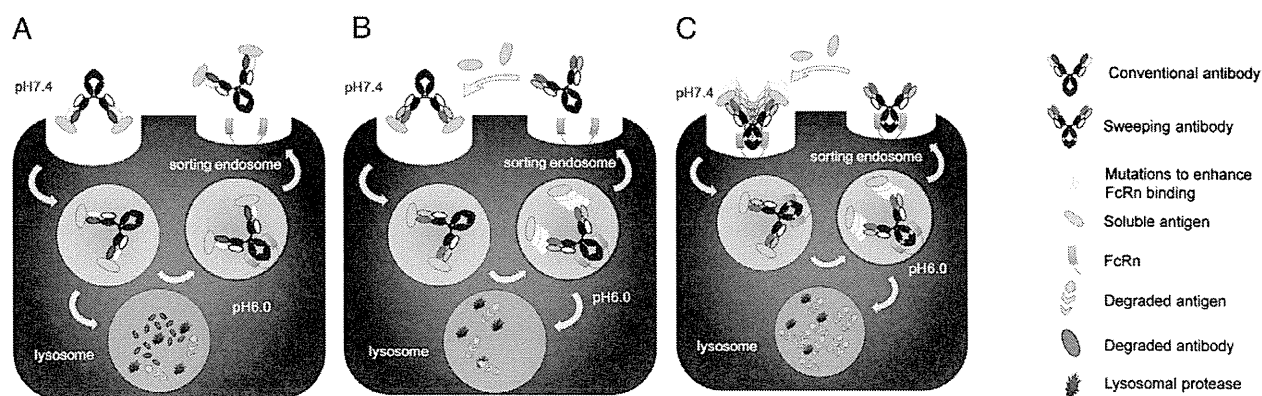 A
pH7.4
sorting endosome
pH6.0
lysosome
B
pH7.4
sorting endosome
pH6.0
lysosome
C
pH7.4
sorting endosome
pH6.0
lysosome
Conventional antibody
Sweeping antibody
Mutations to enhance
FcRn binding
Soluble antigen
FcRn
Degraded antigen
Degraded antibody
Lysosomal protease